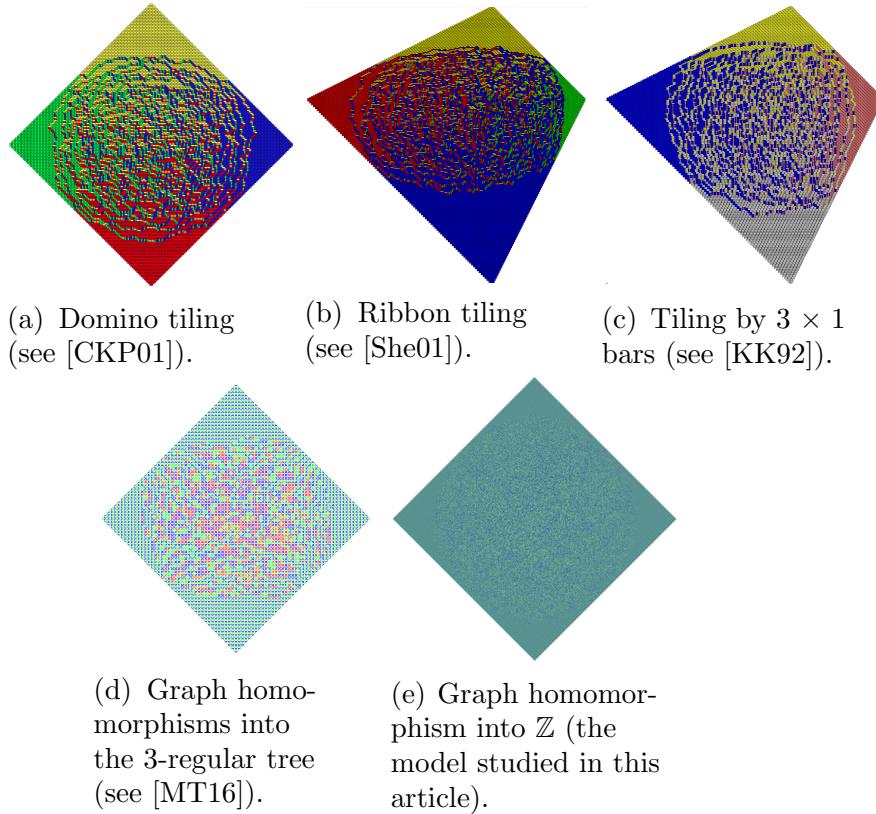 (a) Domino tiling
(see [CKP01]).
(b) Ribbon tiling
(see [She01]).
(c) Tiling by 3 × 1
bars (see [KK92]).
(d) Graph homo-
morphisms into
the 3-regular tree
(see [MT16]).
(e) Graph homomor-
phism into ℤ (the
model studied in this
article).